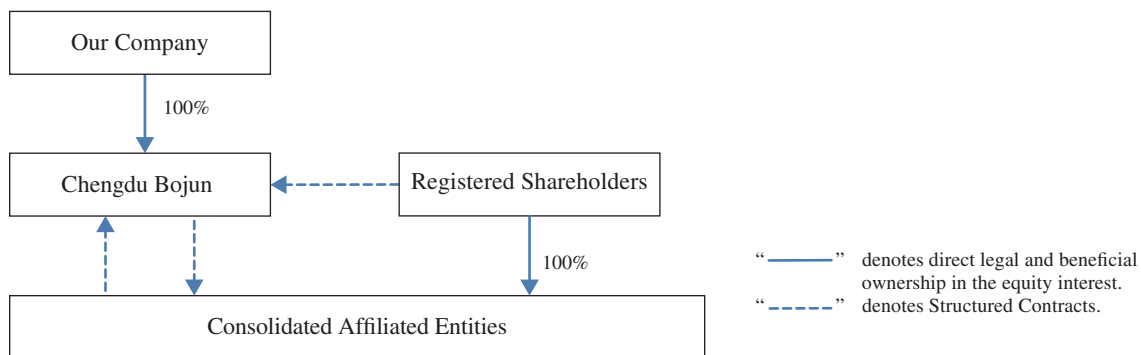 Our Company
100%
Chengdu Bojun
Registered Shareholders
100%
Consolidated Affiliated Entities
“ ” denotes direct legal and beneficial
ownership in the equity interest.
“ ” denotes Structured Contracts.